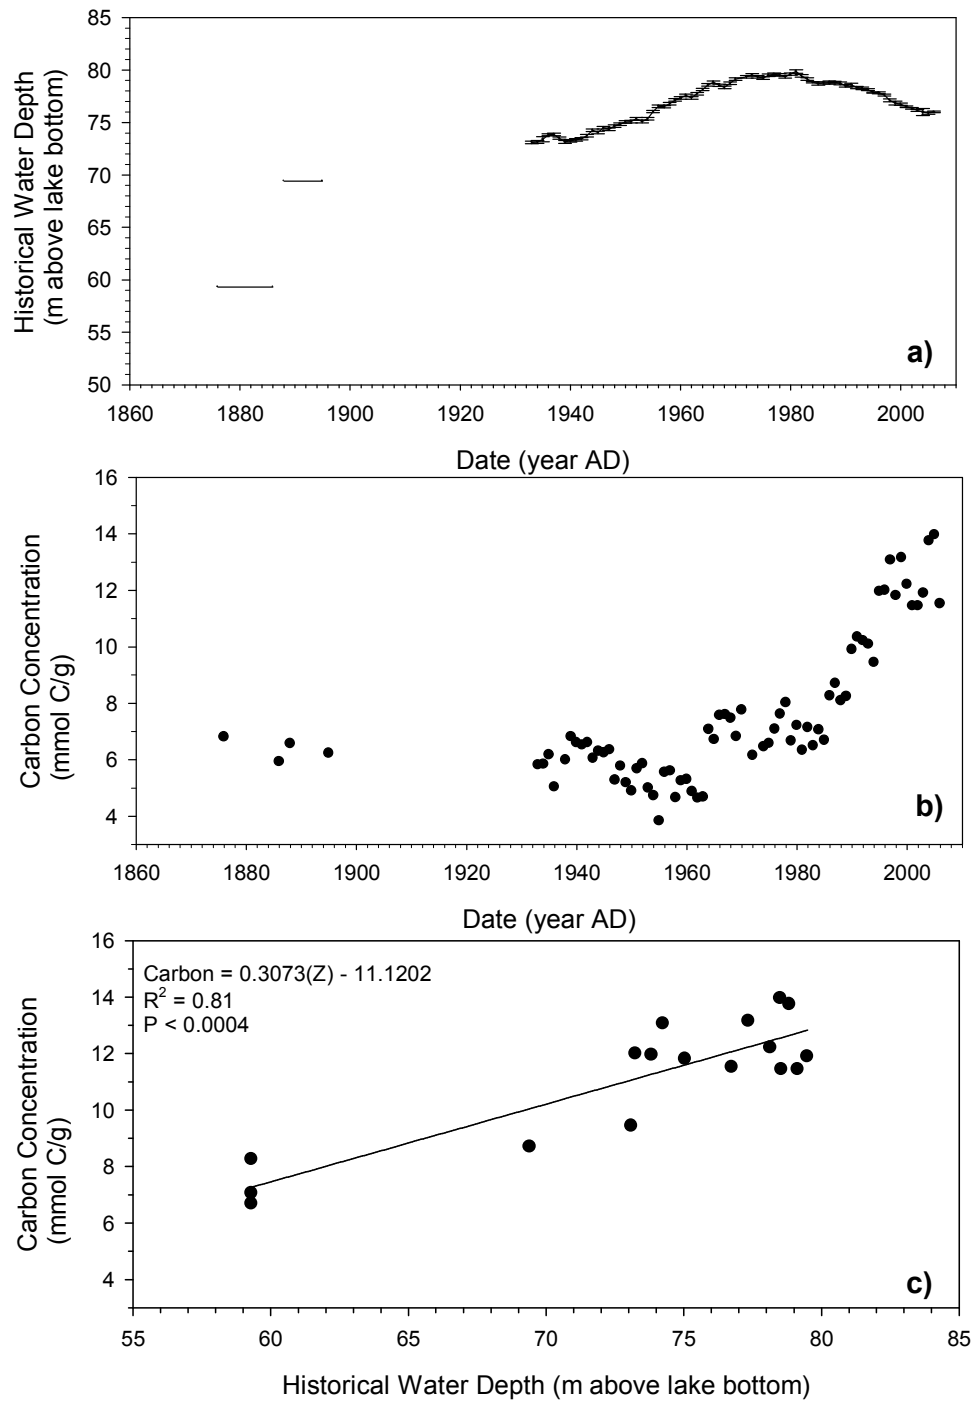 85
80
75
70
65
60
55
50
Historical Water Depth
(m above lake bottom)
a)
1860 1880 1900 1920 1940 1960 1980 2000
Date (year AD)
16
14
12
10
8
6
4
Carbon Concentration
(mmol C/g)
b)
1860 1880 1900 1920 1940 1960 1980 2000
Date (year AD)
16
14
12
10
8
6
4
Carbon Concentration
(mmol C/g)
Carbon = 0.3073(Z) - 11.1202
R² = 0.81
P < 0.0004
c)
55 60 65 70 75 80 85
Historical Water Depth (m above lake bottom)